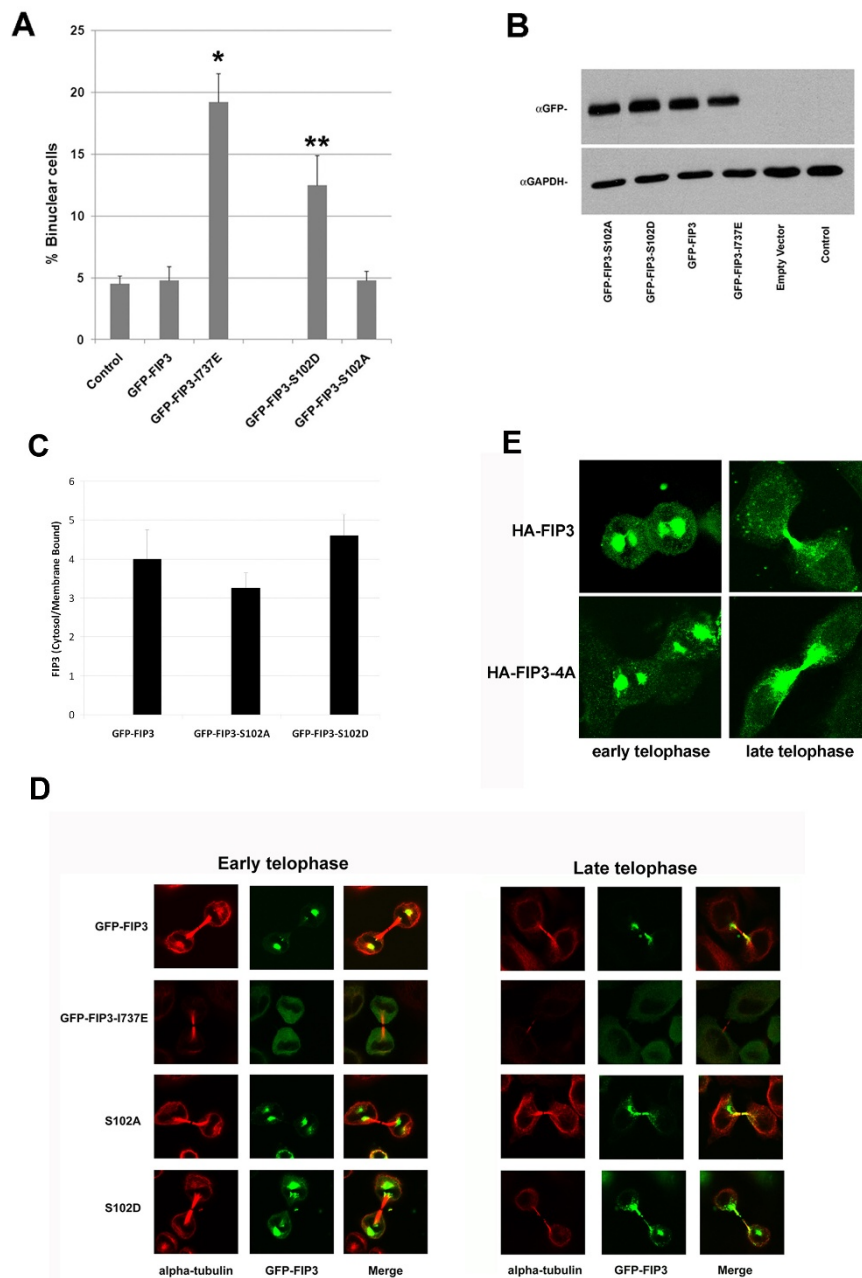 A
25
20
15
10
5
0
% Binuclear cells
*
**
Control
GFP-FIP3
GFP-FIP3-I737E
GFP-FIP3-S102D
GFP-FIP3-S102A
B
αGFP-
αGAPDH-
GFP-FIP3-S102A
GFP-FIP3-S102D
GFP-FIP3
GFP-FIP3-I737E
Empty Vector
Control
C
6
5
4
3
2
1
0
FIP3 (Cytosol/Membrane Bound)
GFP-FIP3
GFP-FIP3-S102A
GFP-FIP3-S102D
E
HA-FIP3
HA-FIP3-4A
early telophase
late telophase
D
Early telophase
Late telophase
GFP-FIP3
GFP-FIP3-I737E
S102A
S102D
alpha-tubulin
GFP-FIP3
Merge
alpha-tubulin
GFP-FIP3
Merge